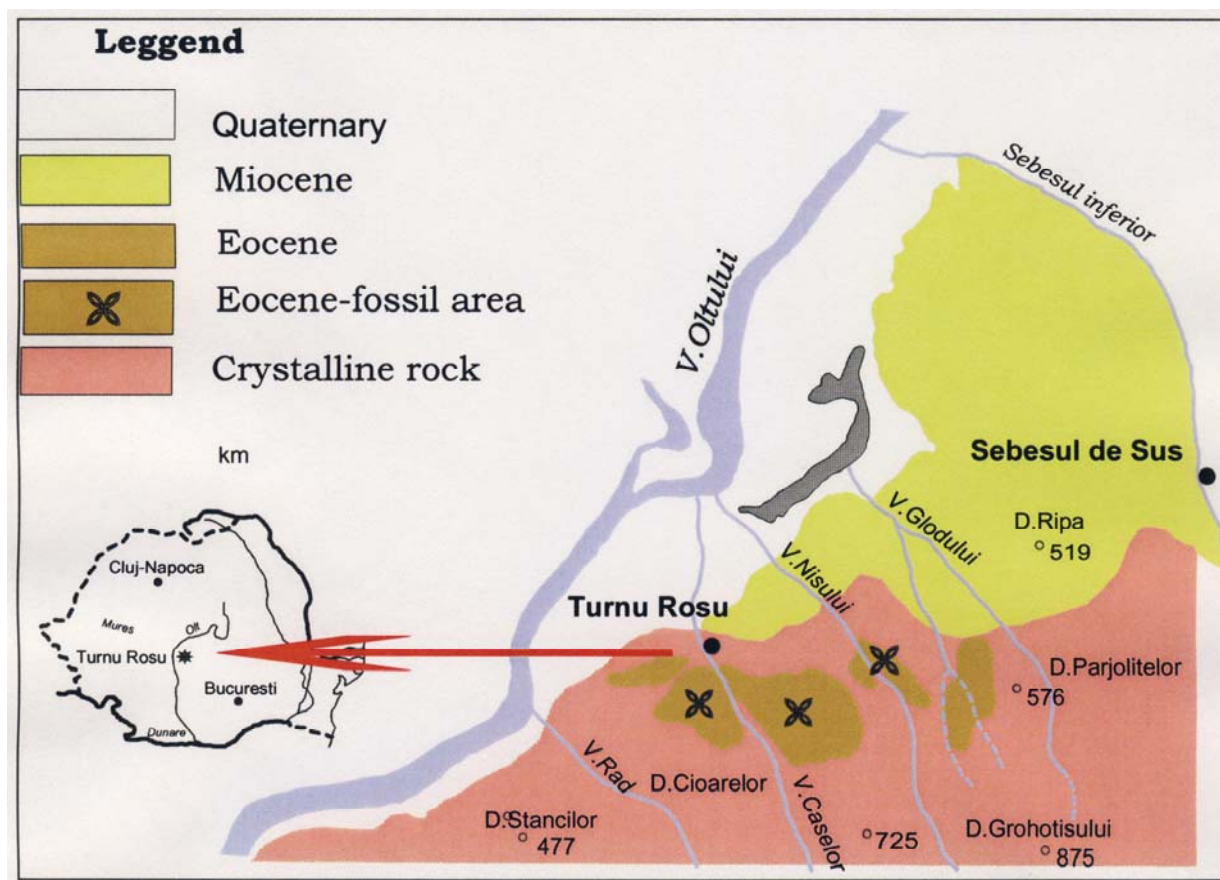 Leggend
Quaternary
Miocene
Eocene
Eocene-fossil area
Crystalline rock
km
Cluj-Napoca
Mures
Olt
Turnu Rosu
Bucuresti
Dunare
V.Oltului
Sebesul inferior
Sebesul de Sus
D.Ripa
519
V.Glodului
V.Nisului
Turnu Rosu
D.Parjolitelor
576
V.Rad
D.Cioarelor
V.Caselor
D.Stancilor
477
725
D.Grohotisului
875